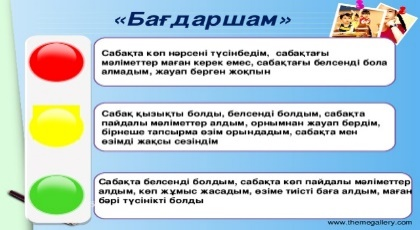 «Бағдаршам»
Сабақта көп нәрсені түсінбедім, сабақтағы
мәліметтер маған керек емес, сабақтағы белсенді бола
алмадым, жауап берген жоқпын
Сабақ қызықты болды, белсенді болдым, сабақта
пайдалы мәліметтер алдым, орнымнан жауап бердім,
бірнеше тапсырма өзім орындадым, сабақта мен
өзімді жақсы сезіндім
Сабақта белсенді болдым, сабақта көп пайдалы мәліметтер
алдым, көп жұмыс жасадым, өзіме тиісті баға алдым, маған
бәрі түсінікті болды
www.themegallery.com